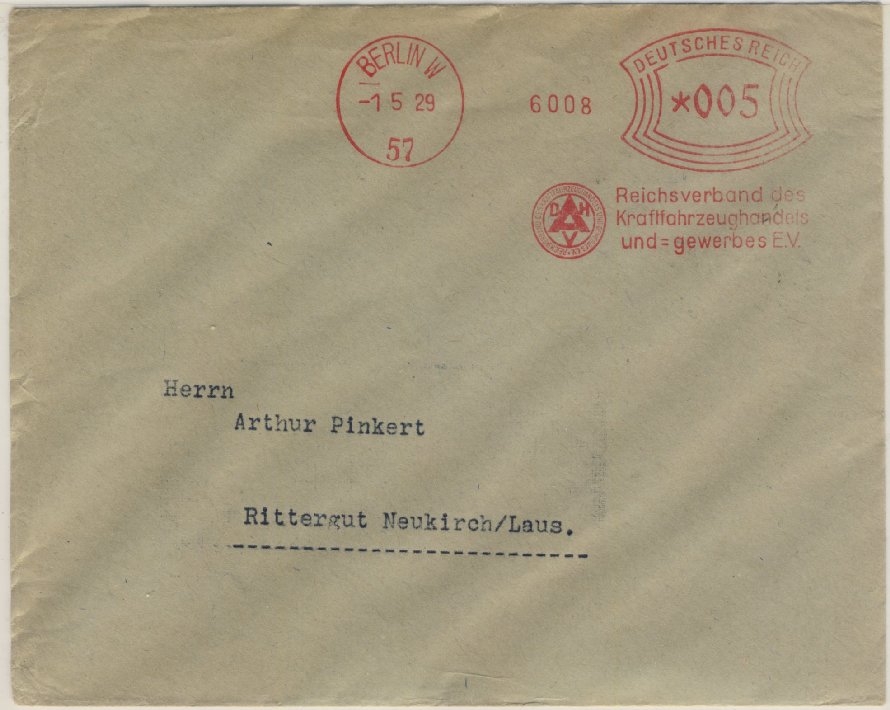 BERLIN W
-1 5 29
57
6008
DEUTSCHES REICH
*005
D H
V
Reichsverband des
Kraftfahrzeughandels
und=gewerbes E.V.
Herrn
Arthur Pinkert
Rittergut Neukirch/Laus.